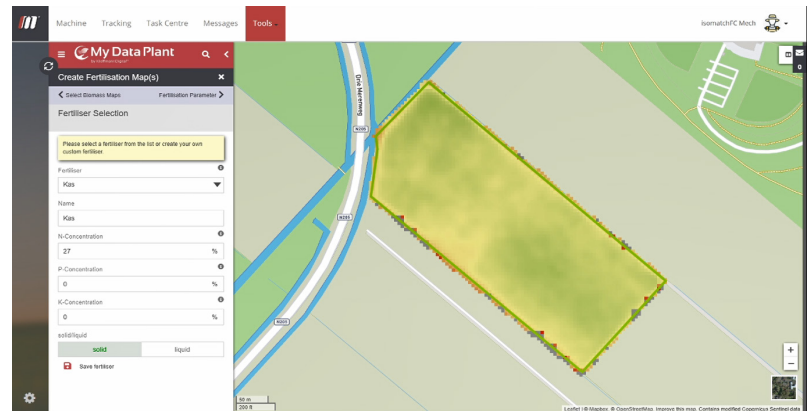 Machine Tracking Task Centre Messages Tools
isomatchFC Mech
My Data Plant
0
Create Fertilisation Map(s)
Select Biomass Maps Fertilisation Parameter
Fertiliser Selection
Please select a fertiliser from the list or create your own
custom fertiliser.
Fertiliser
Kas
Name
Kas
N-Concentration
27 %
P-Concentration
0 %
K-Concentration
0 %
solid/liquid
solid liquid
Save fertiliser
Drie Merenweg
N205
N205
N205
+
−
50 m
200 ft
Leaflet | © Mapbox, © OpenStreetMap, Improve this map, Contains modified Copernicus Sentinel data